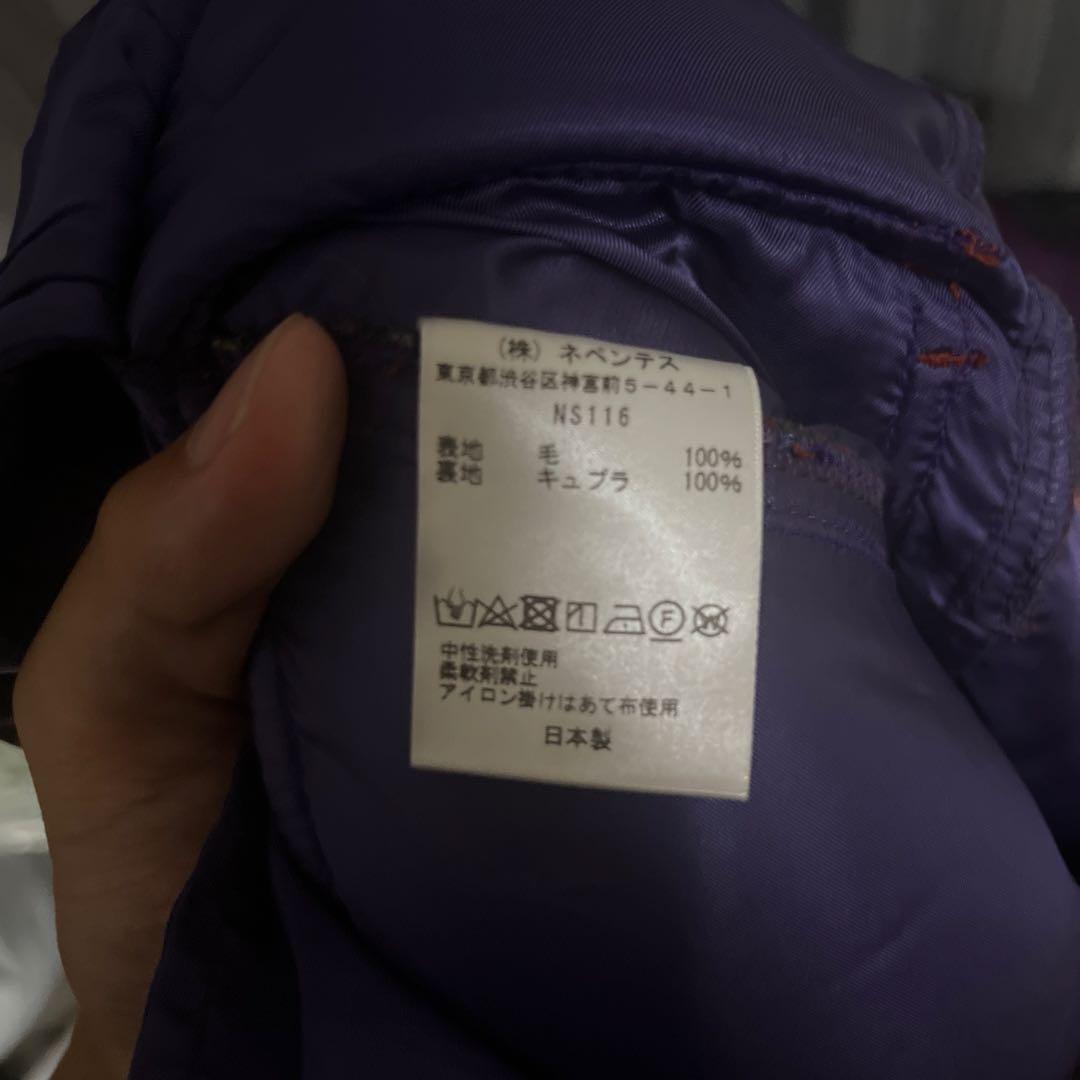 (株) ネペンテス
東京都渋谷区神宮前5-44-1
NS116
表地 毛 100%
裏地 キュプラ 100%
F W
中性洗剤使用
柔軟剤禁止
アイロン掛けはあて布使用
日本製